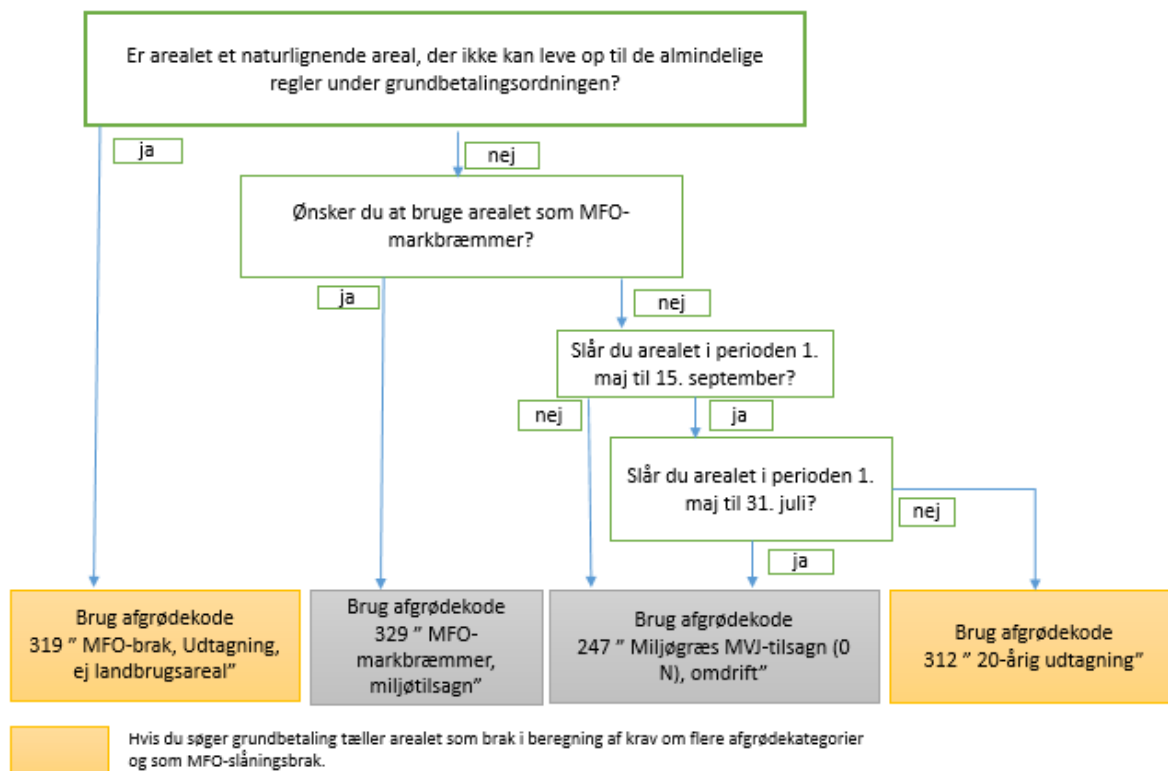 Er arealet et naturlignende areal, der ikke kan leve op til de almindelige
regler under grundbetalingsordningen?
ja
nej
Ønsker du at bruge arealet som MFO-
markbræmmer?
ja
nej
Slår du arealet i perioden 1.
maj til 15. september?
nej
ja
Slår du arealet i perioden 1.
maj til 31. juli?
nej
ja
Brug afgrødekode
319 ” MFO-brak, Udtagning,
ej landbrugsareal”
Brug afgrødekode
329 ” MFO-
markbræmmer,
miljøtilsagn”
Brug afgrødekode
247 ” Miljøgræs MVJ-tilsagn (0
N), omdrift”
Brug afgrødekode
312 ” 20-årig udtagning”
Hvis du søger grundbetaling tæller arealet som brak i beregning af krav om flere afgrødekategorier
og som MFO-slåningsbrak.